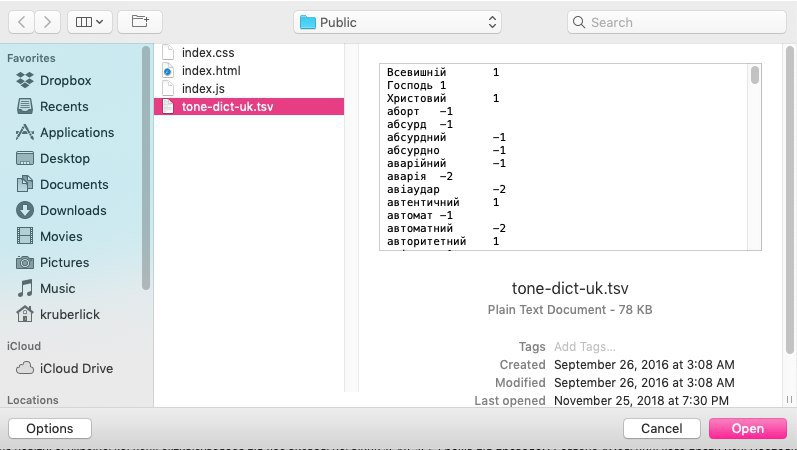 Public
Search
Favorites
Dropbox
Recents
Applications
Desktop
Documents
Downloads
Movies
Pictures
Music
kruberlick
iCloud
iCloud Drive
Locations
index.css
index.html
index.js
tone-dict-uk.tsv
Всевишній 1
Господь 1
Христовий 1
аборт -1
абсурд -1
абсурдний -1
абсурдно -1
аварійний -1
аварія -2
авіаудар -2
автентичний 1
автомат -1
автоматний -2
авторитетний 1
tone-dict-uk.tsv
Plain Text Document - 78 KB
Tags Add Tags...
Created September 26, 2016 at 3:08 AM
Modified September 26, 2016 at 3:08 AM
Last opened November 25, 2018 at 7:30 PM
Options
Cancel
Open